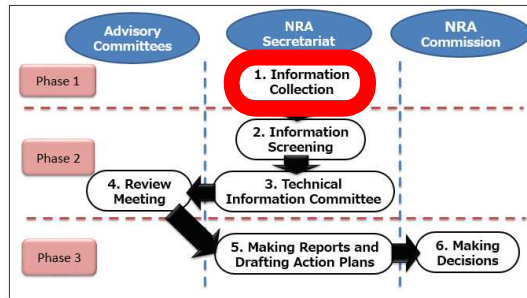 Advisory
Committees
NRA
Secretariat
NRA
Commission
Phase 1
1. Information
Collection
2. Information
Screening
Phase 2
4. Review
Meeting
3. Technical
Information Committee
Phase 3
5. Making Reports and
Drafting Action Plans
6. Making
Decisions